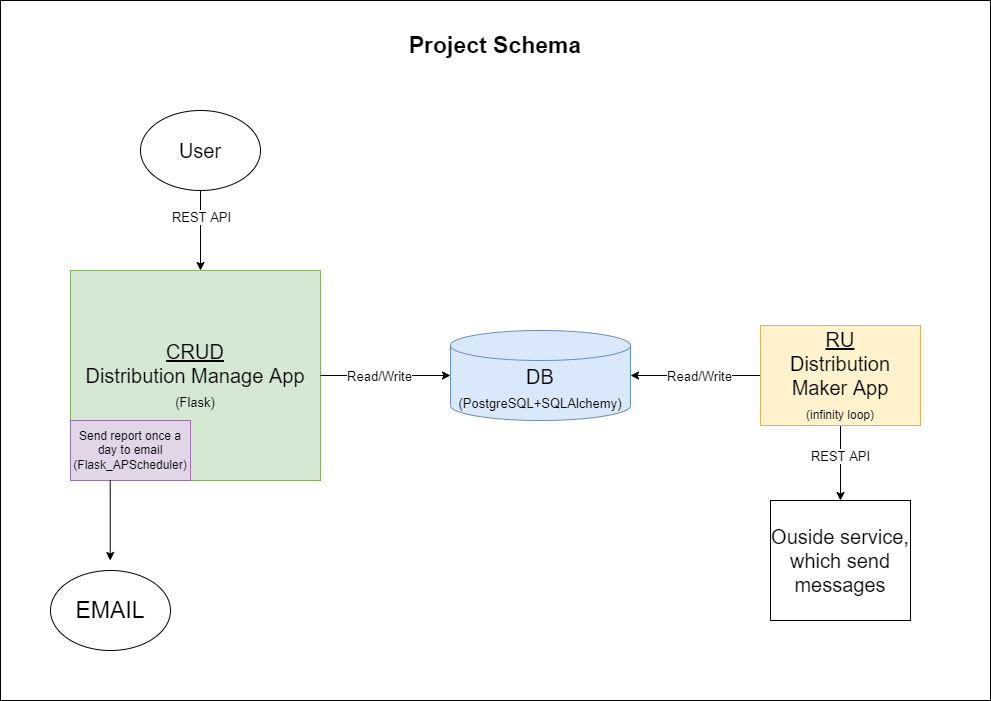 Project Schema
User
REST API
CRUD
Distribution Manage App
(Flask)
Send report once a
day to email
(Flask_APScheduler)
EMAIL
Read/Write
DB
(PostgreSQL+SQLAlchemy)
Read/Write
RU
Distribution
Maker App
(infinity loop)
REST API
Ouside service,
which send
messages